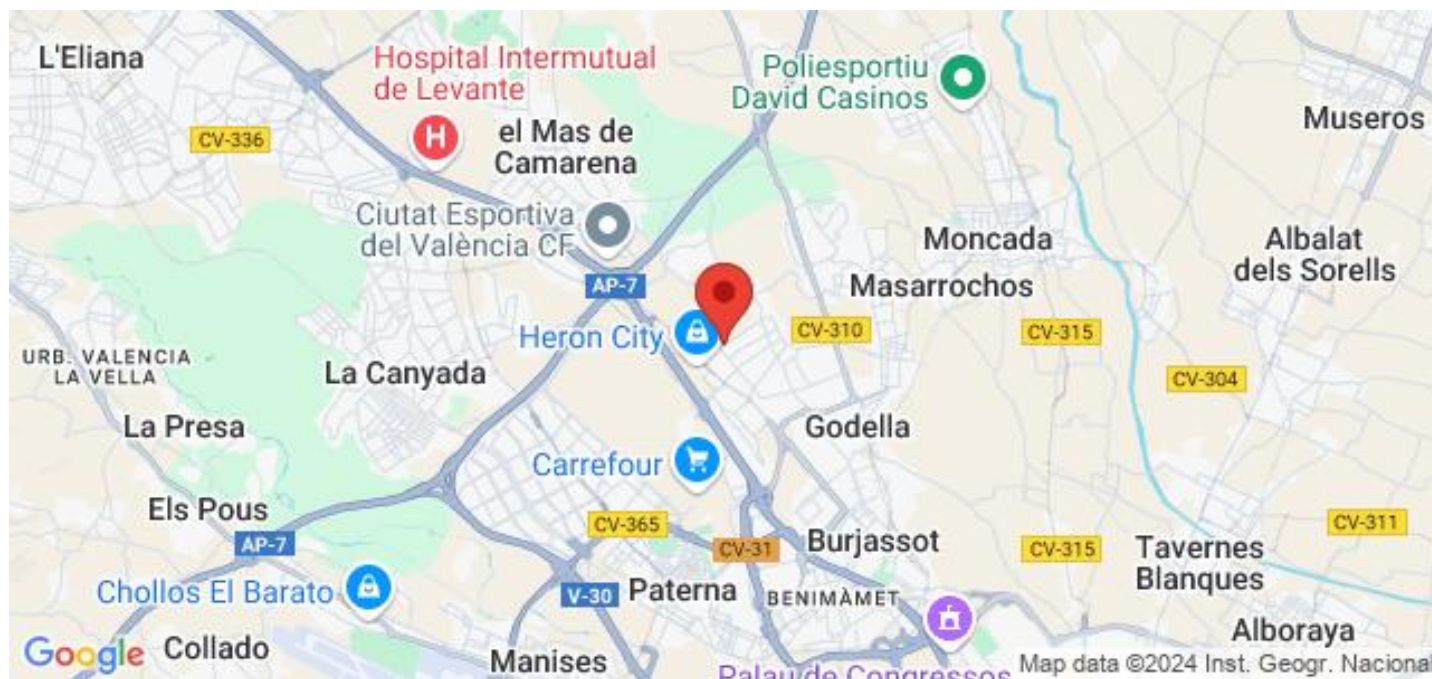 L'Eliana
Hospital Intermutual
de Levante
H
Poliesportiu
David Casinos
Museros
CV-336
el Mas de
Camarena
Ciutat Esportiva
del València CF
Moncada
Albalat
dels Sorells
AP-7
Masarrochos
Heron City
CV-310
CV-315
URB. VALENCIA
LA VELLA
La Canyada
CV-304
La Presa
Godella
Carrefour
Els Pous
CV-365
CV-311
AP-7
CV-31
Burjassot
CV-315
Tavernes
Blanques
Chollos El Barato
V-30
Paterna
BENIMÀMET
Alboraya
Google
Collado
Manises
Palau de Congressos
Map data ©2024 Inst. Geogr. Nacional